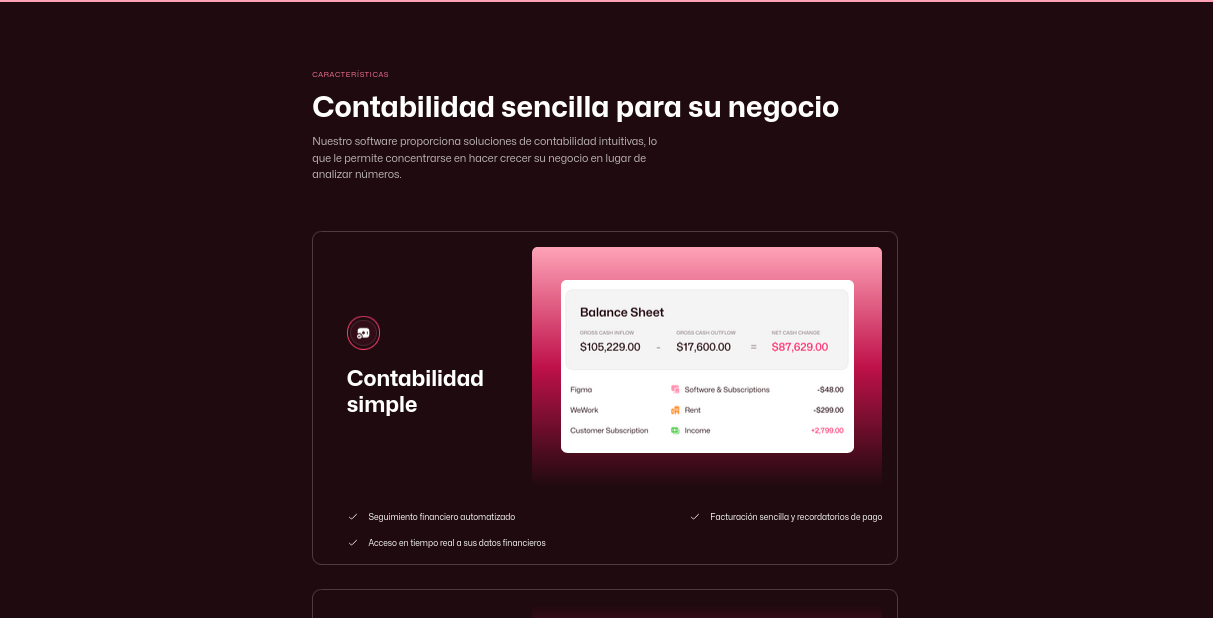 CARACTERÍSTICAS
Contabilidad sencilla para su negocio
Nuestro software proporciona soluciones de contabilidad intuitivas, lo
que le permite concentrarse en hacer crecer su negocio en lugar de
analizar números.
Contabilidad
simple
Balance Sheet
GROSS CASH INFLOW GROSS CASH OUTFLOW NET CASH CHANGE
$105,229.00 - $17,600.00 = $87,629.00
Figma Software & Subscriptions -$48.00
WeWork Rent -$299.00
Customer Subscription Income +2,799.00
Seguimiento financiero automatizado
Facturación sencilla y recordatorios de pago
Acceso en tiempo real a sus datos financieros